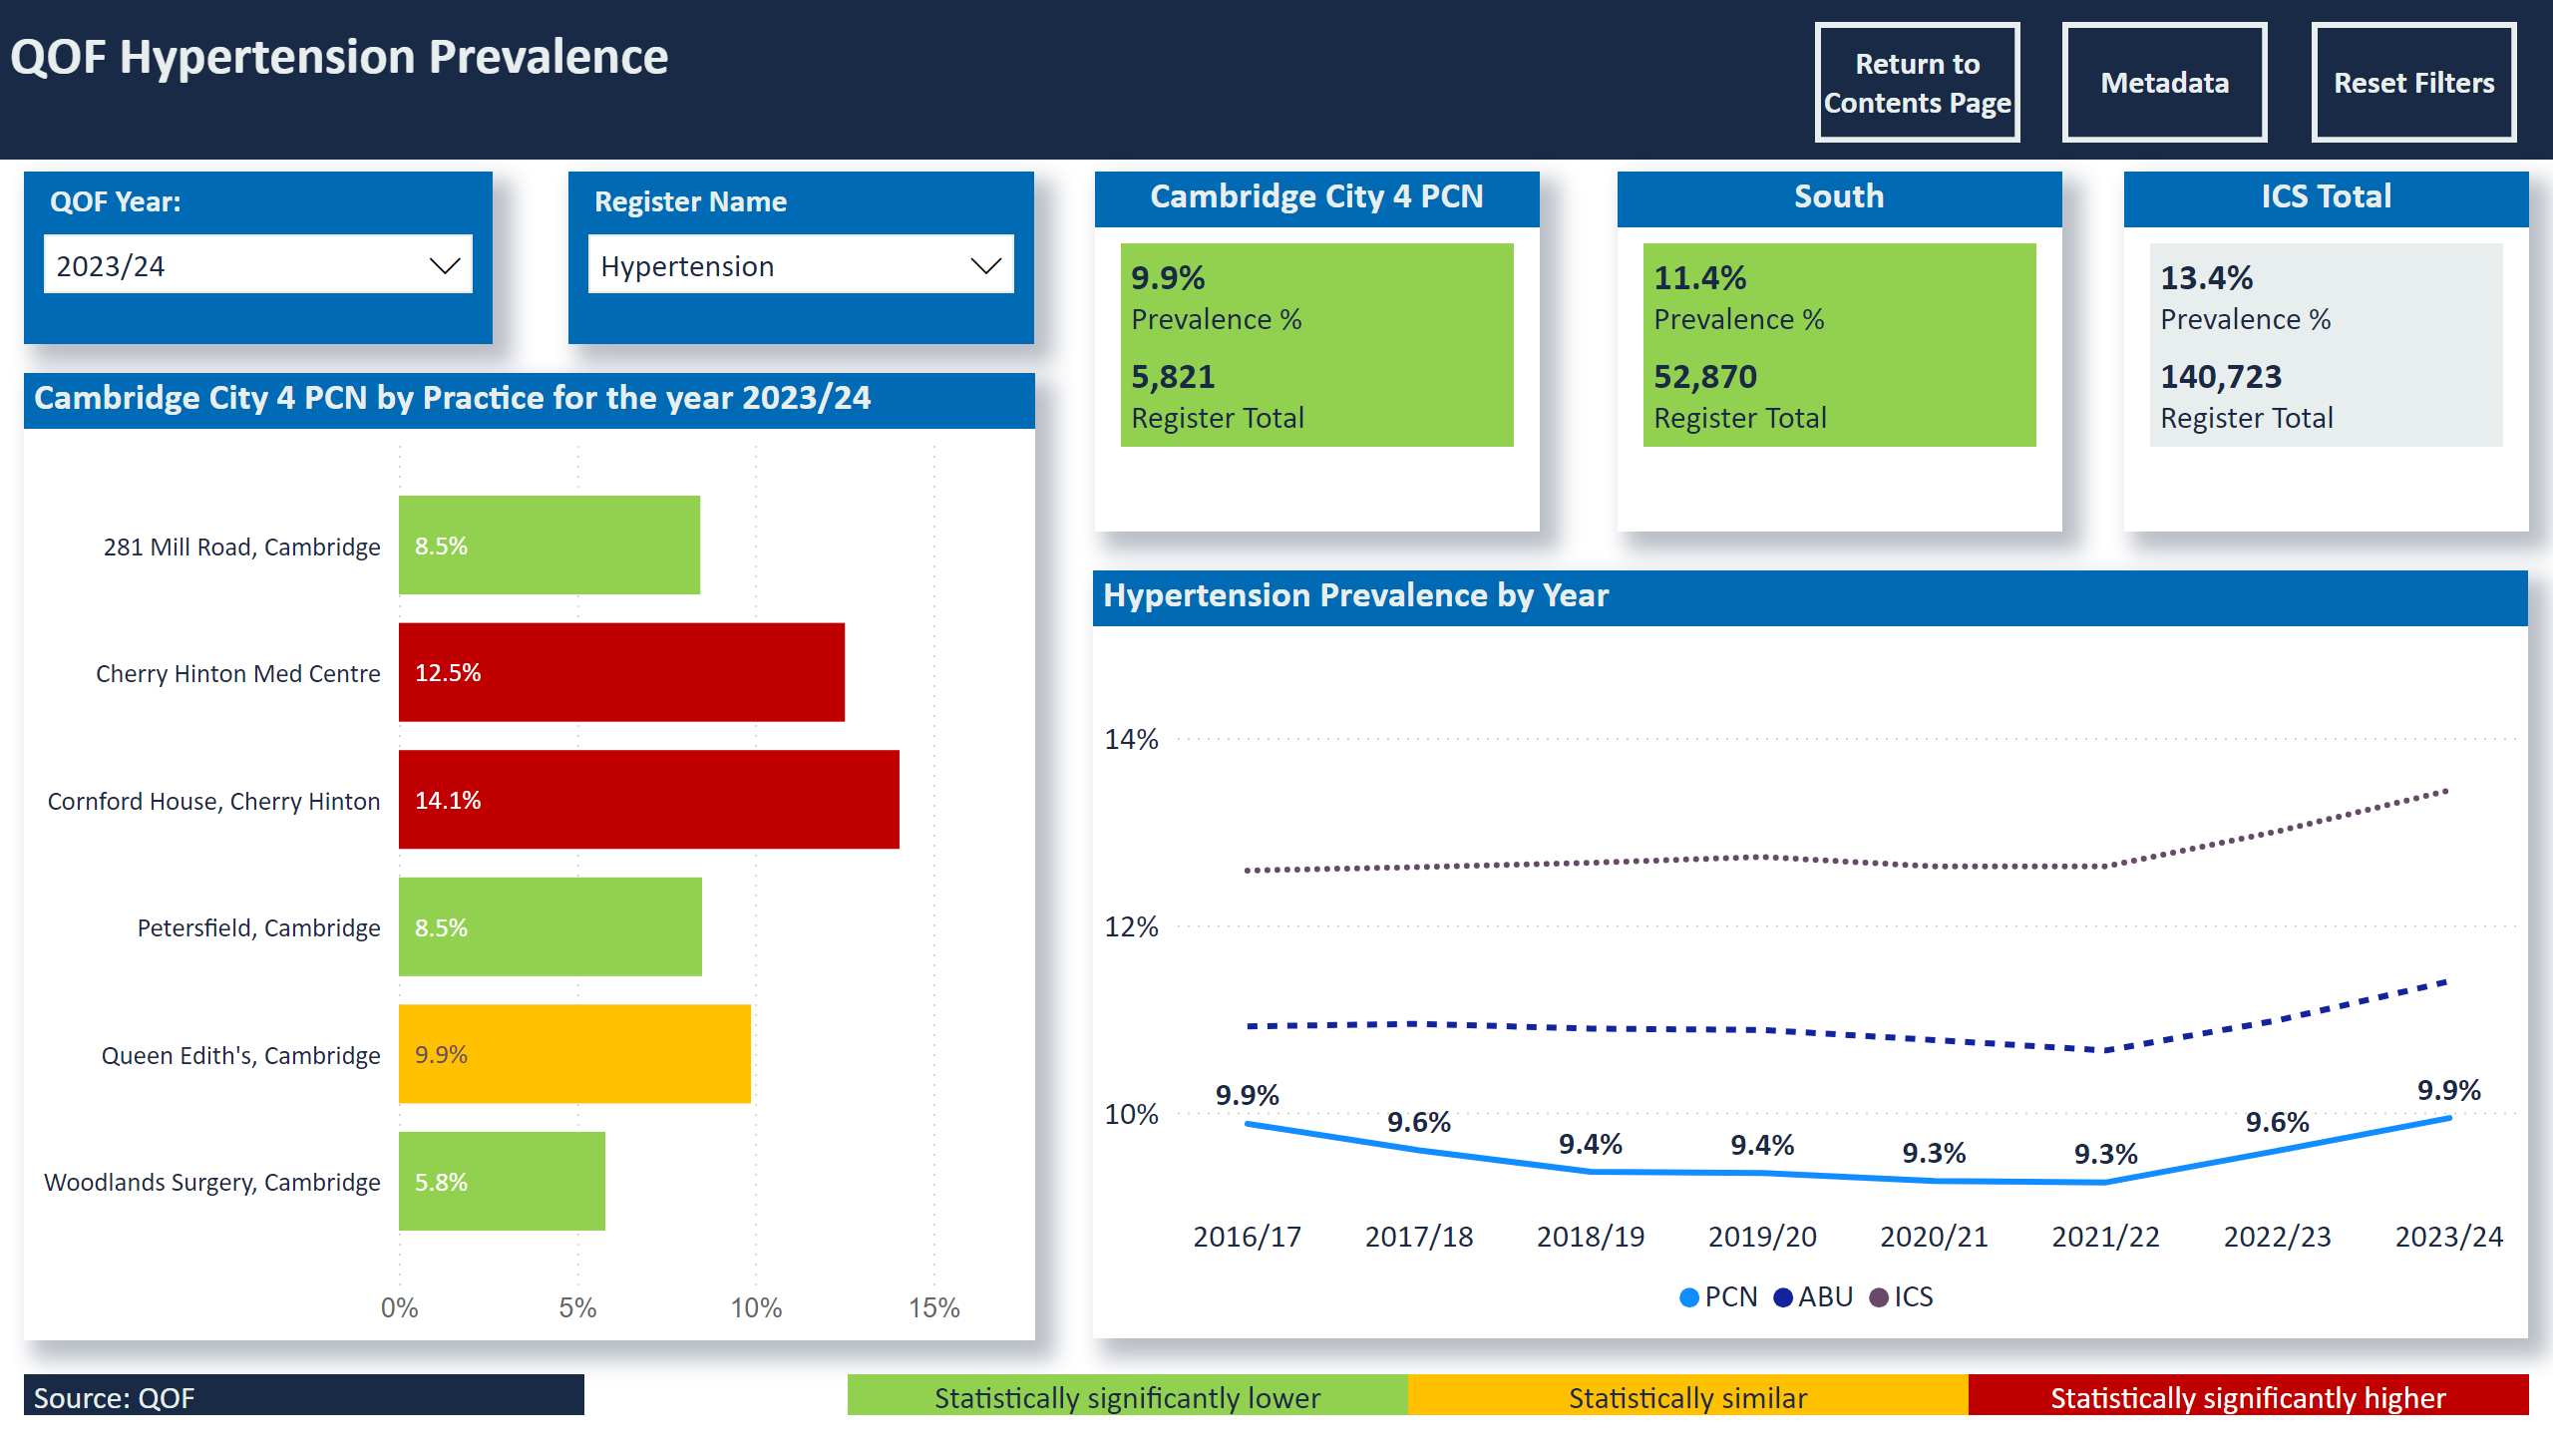 QOF Hypertension Prevalence
Return to
Contents Page
Metadata
Reset Filters
QOF Year:
2023/24
Register Name
Hypertension
Cambridge City 4 PCN
9.9%
Prevalence %
5,821
Register Total
South
11.4%
Prevalence %
52,870
Register Total
ICS Total
13.4%
Prevalence %
140,723
Register Total
Cambridge City 4 PCN by Practice for the year 2023/24
281 Mill Road, Cambridge 8.5%
Cherry Hinton Med Centre 12.5%
Cornford House, Cherry Hinton 14.1%
Petersfield, Cambridge 8.5%
Queen Edith's, Cambridge 9.9%
Woodlands Surgery, Cambridge 5.8%
0% 5% 10% 15%
Hypertension Prevalence by Year
14%
12%
10%
9.9% 9.6% 9.4% 9.4% 9.3% 9.3% 9.6% 9.9%
2016/17 2017/18 2018/19 2019/20 2020/21 2021/22 2022/23 2023/24
PCN ABU ICS
Source: QOF
Statistically significantly lower
Statistically similar
Statistically significantly higher